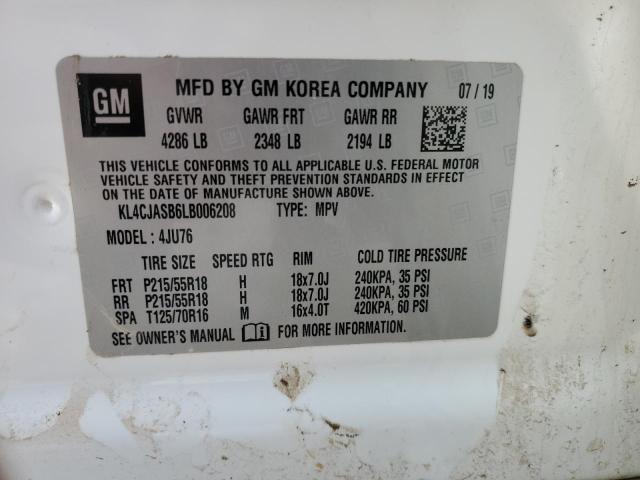 GM MFD BY GM KOREA COMPANY 07/19
GVWR GAWR FRT GAWR RR
4286 LB 2348 LB 2194 LB
THIS VEHICLE CONFORMS TO ALL APPLICABLE U.S. FEDERAL MOTOR
VEHICLE SAFETY AND THEFT PREVENTION STANDARDS IN EFFECT
ON THE DATE OF MANUFACTURE SHOWN ABOVE.
KL4CJASB6LB006208 TYPE: MPV
MODEL: 4JU76
TIRE SIZE SPEED RTG RIM COLD TIRE PRESSURE
FRT P215/55R18 H 18x7.0J 240KPA, 35 PSI
RR P215/55R18 H 18x7.0J 240KPA, 35 PSI
SPA T125/70R16 M 16x4.0T 420KPA, 60 PSI
SEE OWNER'S MANUAL FOR MORE INFORMATION.